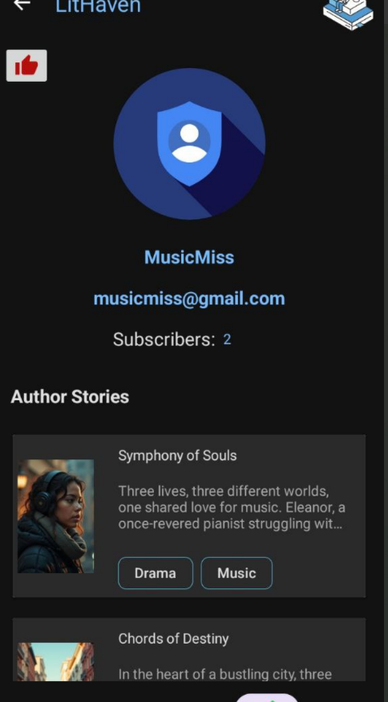 LitHaven
MusicMiss
musicmiss@gmail.com
Subscribers: 2
Author Stories
Symphony of Souls
Three lives, three different worlds,
one shared love for music. Eleanor, a
once-revered pianist struggling wit...
Drama Music
Chords of Destiny
In the heart of a bustling city, three